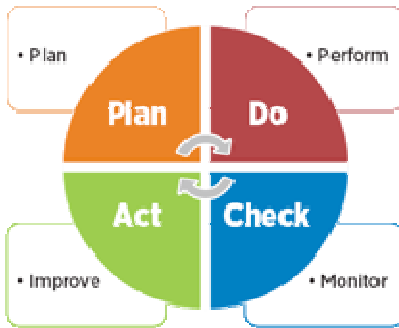 • Plan
• Perform
Plan
Do
Act
Check
• Improve
• Monitor